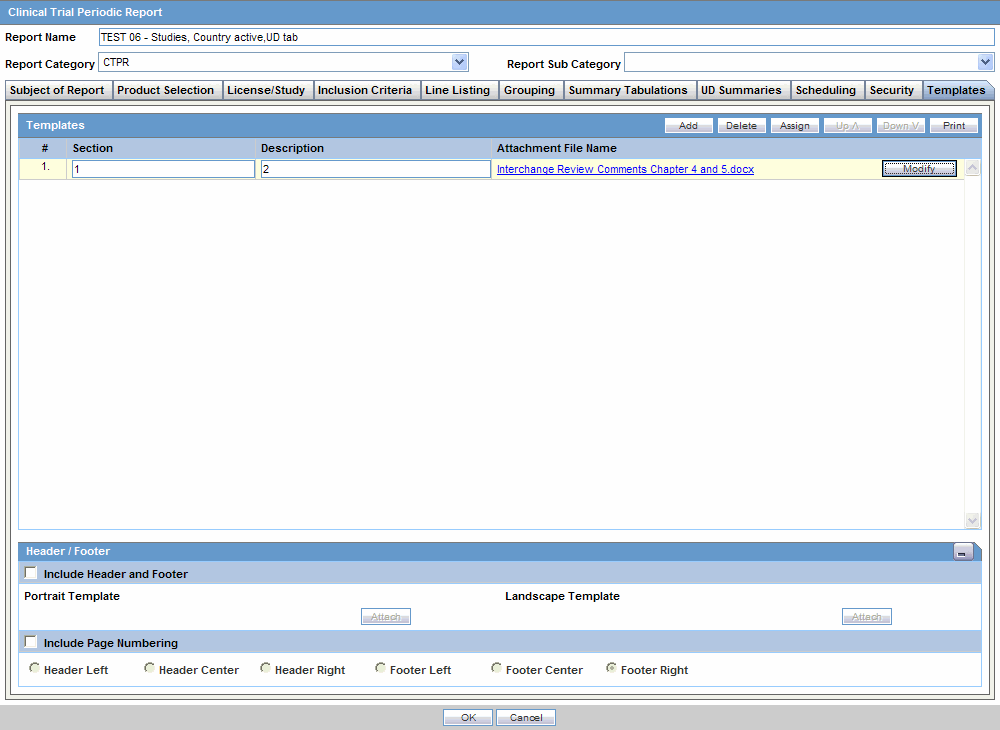 Clinical Trial Periodic Report
Report Name TEST 06 - Studies, Country active,UD tab
Report Category CTPR Report Sub Category
Subject of Report Product Selection License/Study Inclusion Criteria Line Listing Grouping Summary Tabulations UD Summaries Scheduling Security Templates
Templates Add Delete Assign Up Λ Down V Print
# Section Description Attachment File Name
1. 1 2 Interchange Review Comments Chapter 4 and 5.docx Modify
Header / Footer
Include Header and Footer
Portrait Template Landscape Template
Attach Attach
Include Page Numbering
Header Left Header Center Header Right Footer Left Footer Center Footer Right
OK Cancel